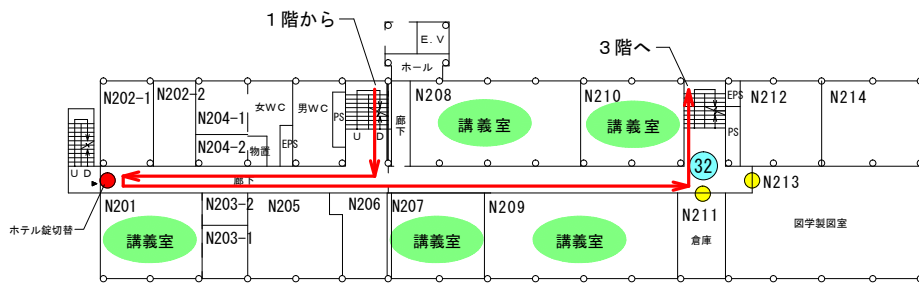 1階から
3階へ
E.V
ホール
N202-1
N202-2
N204-1
N204-2
女WC
男WC
物置
EPS
PS
U D
廊下
N208
講義室
N210
講義室
EPS
PS
N212
N214
U D
廊下
32
N213
ホテル錠切替
N201
講義室
N203-2
N203-1
N205
N206
N207
講義室
N209
講義室
N211
倉庫
図学製図室